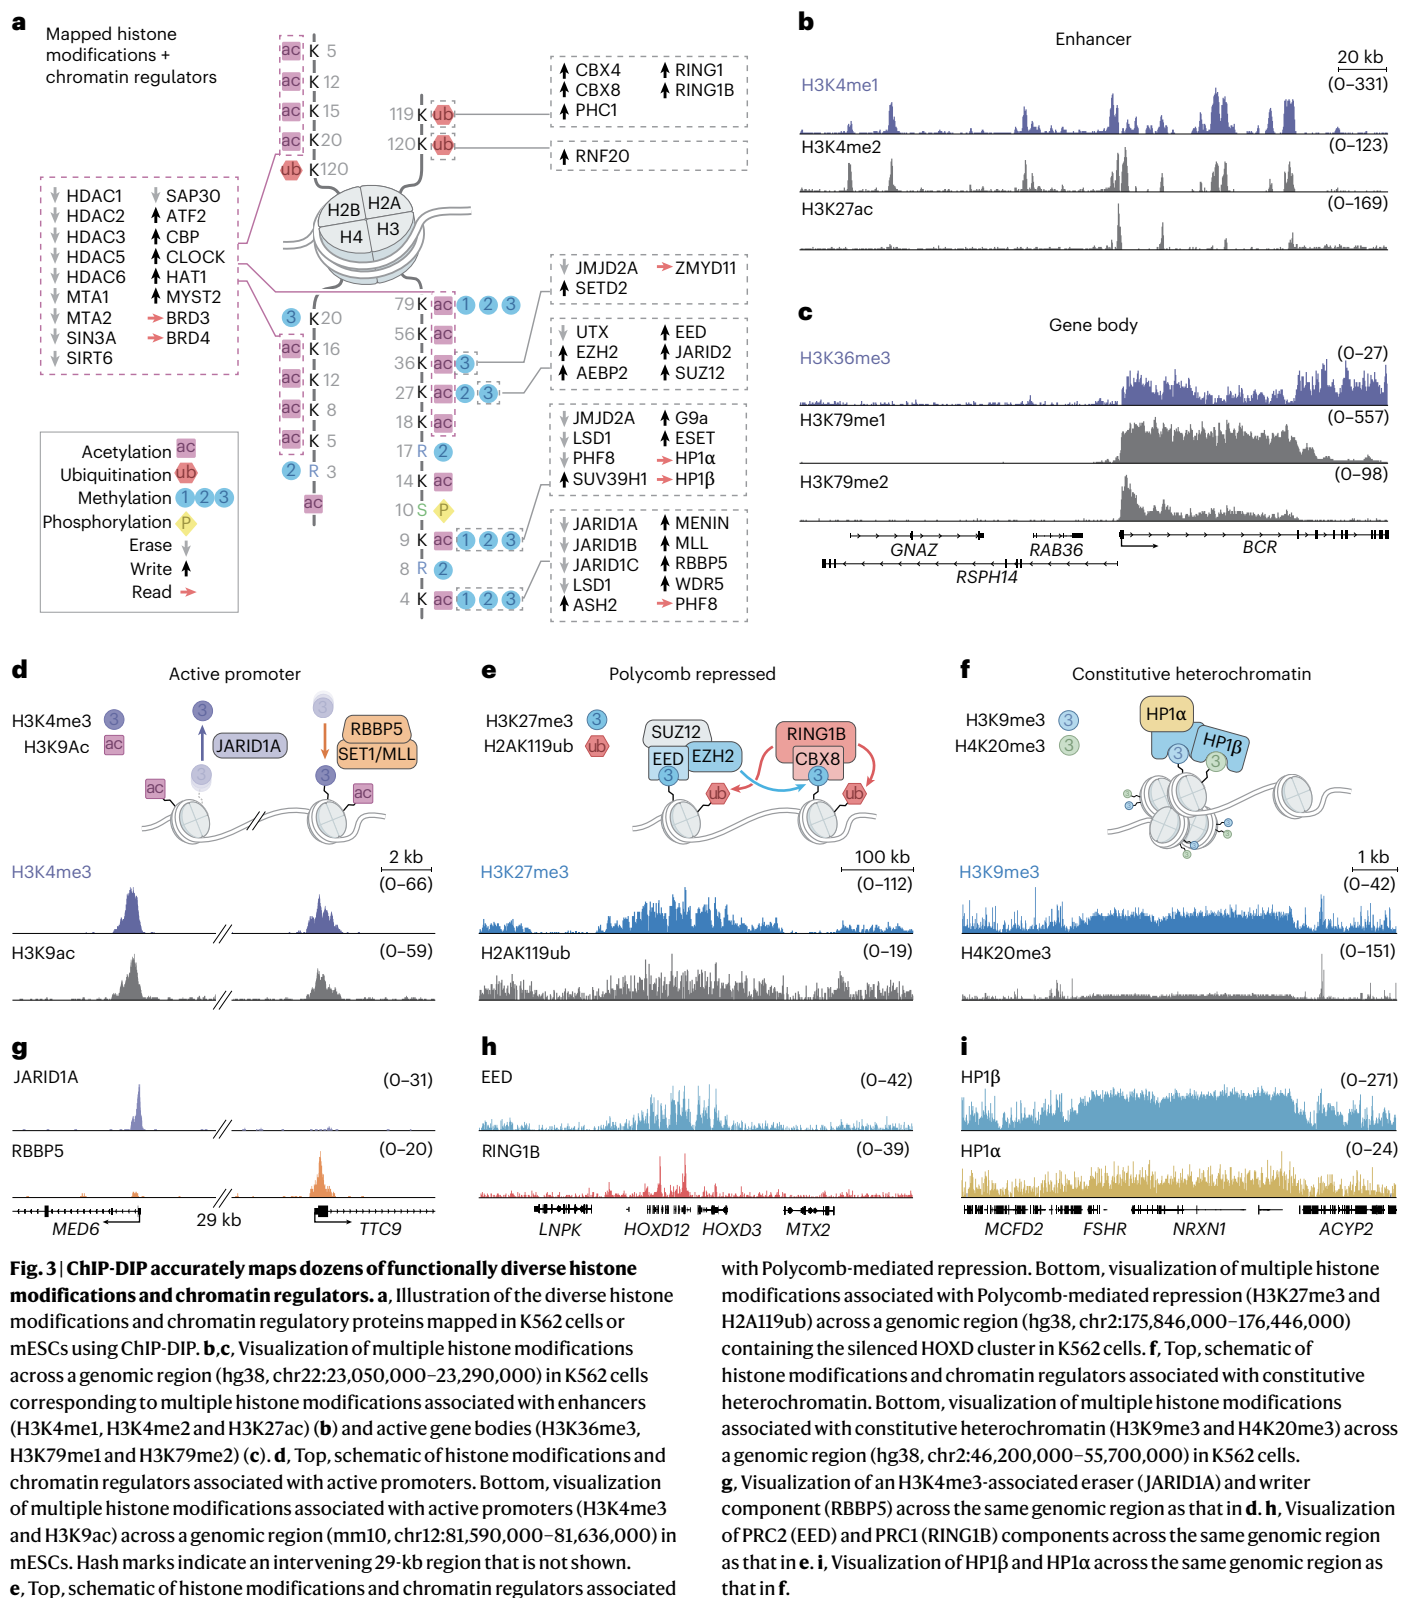 a
Mapped histone
modifications +
chromatin regulators
ac K 5
ac K 12
ac K 15
ac K 20
ub K 120
119 K ub
120 K ub
H2B H2A
H4 H3
CBX4 RING1
CBX8 RING1B
PHC1
RNF20
HDAC1 SAP30
HDAC2 ATF2
HDAC3 CBP
HDAC5 CLOCK
HDAC6 HAT1
MTA1 MYST2
MTA2 BRD3
SIN3A BRD4
SIRT6
3 K 20
ac K 16
ac K 12
ac K 8
ac K 5
2 R 3
ac
79 K ac 1 2 3
56 K ac
36 K ac 3
27 K ac 2 3
18 K ac
17 R 2
14 K ac
10 S P
9 K ac 1 2 3
8 R 2
4 K ac 1 2 3
JMJD2A ZMYD11
SETD2
UTX EED
EZH2 JARID2
AEBP2 SUZ12
JMJD2A G9a
LSD1 ESET
PHF8 HP1α
SUV39H1 HP1β
JARID1A MENIN
JARID1B MLL
JARID1C RBBP5
LSD1 WDR5
ASH2 PHF8
Acetylation ac
Ubiquitination ub
Methylation 1 2 3
Phosphorylation P
Erase
Write
Read
b
Enhancer
20 kb
H3K4me1 (0–331)
H3K4me2 (0–123)
H3K27ac (0–169)
c
Gene body
H3K36me3 (0–27)
H3K79me1 (0–557)
H3K79me2 (0–98)
GNAZ RAB36 BCR
RSPH14
d
Active promoter
H3K4me3 3
H3K9Ac ac
3 JARID1A
3
ac
3
RBBP5
SET1/MLL
3
ac
2 kb
H3K4me3 (0–66)
H3K9ac (0–59)
e
Polycomb repressed
H3K27me3 3
H2AK119ub ub
SUZ12
EED EZH2
3
ub
RING1B
CBX8
3
ub
100 kb
H3K27me3 (0–112)
H2AK119ub (0–19)
f
Constitutive heterochromatin
H3K9me3 3
H4K20me3 3
HP1α
HP1β
3 3
3
3
3
3
3
3
1 kb
H3K9me3 (0–42)
H4K20me3 (0–151)
g
JARID1A (0–31)
RBBP5 (0–20)
MED6 29 kb TTC9
h
EED (0–42)
RING1B (0–39)
LNPK HOXD12 HOXD3 MTX2
i
HP1β (0–271)
HP1α (0–24)
MCFD2 FSHR NRXN1 ACYP2
Fig. 3 | ChIP-DIP accurately maps dozens of functionally diverse histone
modifications and chromatin regulators. a, Illustration of the diverse histone
modifications and chromatin regulatory proteins mapped in K562 cells or
mESCs using ChIP-DIP. b,c, Visualization of multiple histone modifications
across a genomic region (hg38, chr22:23,050,000–23,290,000) in K562 cells
corresponding to multiple histone modifications associated with enhancers
(H3K4me1, H3K4me2 and H3K27ac) (b) and active gene bodies (H3K36me3,
H3K79me1 and H3K79me2) (c). d, Top, schematic of histone modifications and
chromatin regulators associated with active promoters. Bottom, visualization
of multiple histone modifications associated with active promoters (H3K4me3
and H3K9ac) across a genomic region (mm10, chr12:81,590,000–81,636,000) in
mESCs. Hash marks indicate an intervening 29-kb region that is not shown.
e, Top, schematic of histone modifications and chromatin regulators associated
with Polycomb-mediated repression. Bottom, visualization of multiple histone
modifications associated with Polycomb-mediated repression (H3K27me3 and
H2A119ub) across a genomic region (hg38, chr2:175,846,000–176,446,000)
containing the silenced HOXD cluster in K562 cells. f, Top, schematic of
histone modifications and chromatin regulators associated with constitutive
heterochromatin. Bottom, visualization of multiple histone modifications
associated with constitutive heterochromatin (H3K9me3 and H4K20me3) across
a genomic region (hg38, chr2:46,200,000–55,700,000) in K562 cells.
g, Visualization of an H3K4me3-associated eraser (JARID1A) and writer
component (RBBP5) across the same genomic region as that in d. h, Visualization
of PRC2 (EED) and PRC1 (RING1B) components across the same genomic region
as that in e. i, Visualization of HP1β and HP1α across the same genomic region as
that in f.